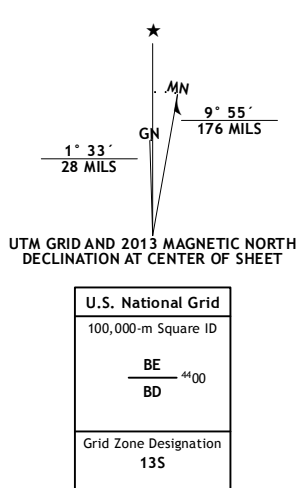 ★
MN
GN
9° 55´
176 MILS
1° 33´
28 MILS
UTM GRID AND 2013 MAGNETIC NORTH
DECLINATION AT CENTER OF SHEET
U.S. National Grid
100,000-m Square ID
BE
⁴⁴00
BD
Grid Zone Designation
13S